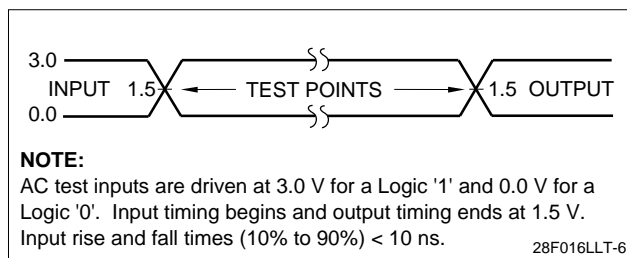 3.0
INPUT 1.5 TEST POINTS 1.5 OUTPUT
0.0
NOTE:
AC test inputs are driven at 3.0 V for a Logic '1' and 0.0 V for a
Logic '0'. Input timing begins and output timing ends at 1.5 V.
Input rise and fall times (10% to 90%) < 10 ns.
28F016LLT-6